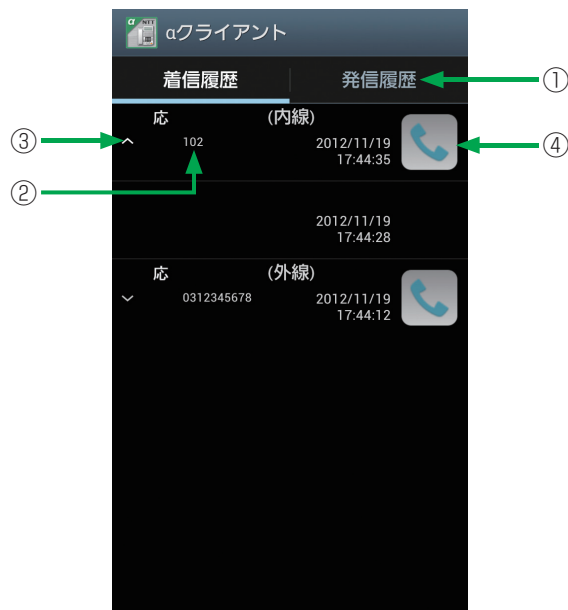 αクライアント
着信履歴 発信履歴 ①
応 (内線)
③ 102 2012/11/19 ④
17:44:35
②
2012/11/19
17:44:28
応 (外線)
0312345678 2012/11/19
17:44:12